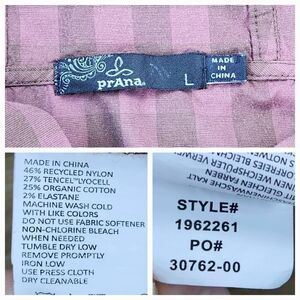 prAna
L
MADE IN
CHINA
MADE IN CHINA
46% RECYCLED NYLON
27% TENCEL™LYOCELL
25% ORGANIC COTTON
2% ELASTANE
MACHINE WASH COLD
WITH LIKE COLORS
DO NOT USE FABRIC SOFTENER
NON-CHLORINE BLEACH
WHEN NEEDED
TUMBLE DRY LOW
REMOVE PROMPTLY
IRON LOW
USE PRESS CLOTH
DRY CLEANABLE
STYLE#
1962261
PO#
30762-00